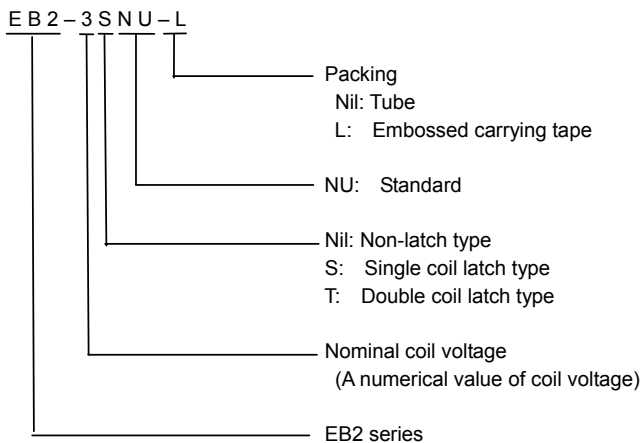 E B 2 – 3 S N U – L
Packing
Nil: Tube
L: Embossed carrying tape
NU: Standard
Nil: Non-latch type
S: Single coil latch type
T: Double coil latch type
Nominal coil voltage
(A numerical value of coil voltage)
EB2 series